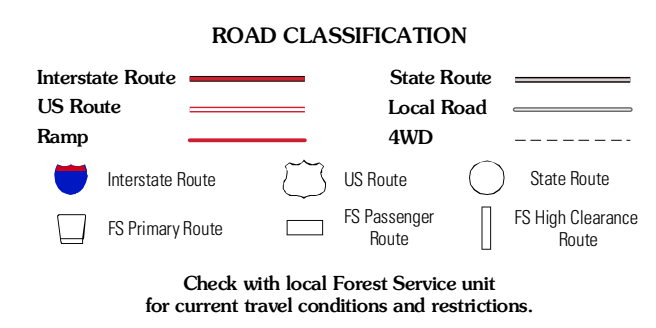 ROAD CLASSIFICATION
Interstate Route
State Route
US Route
Local Road
Ramp
4WD
Interstate Route
US Route
State Route
FS Primary Route
FS Passenger
Route
FS High Clearance
Route
Check with local Forest Service unit
for current travel conditions and restrictions.